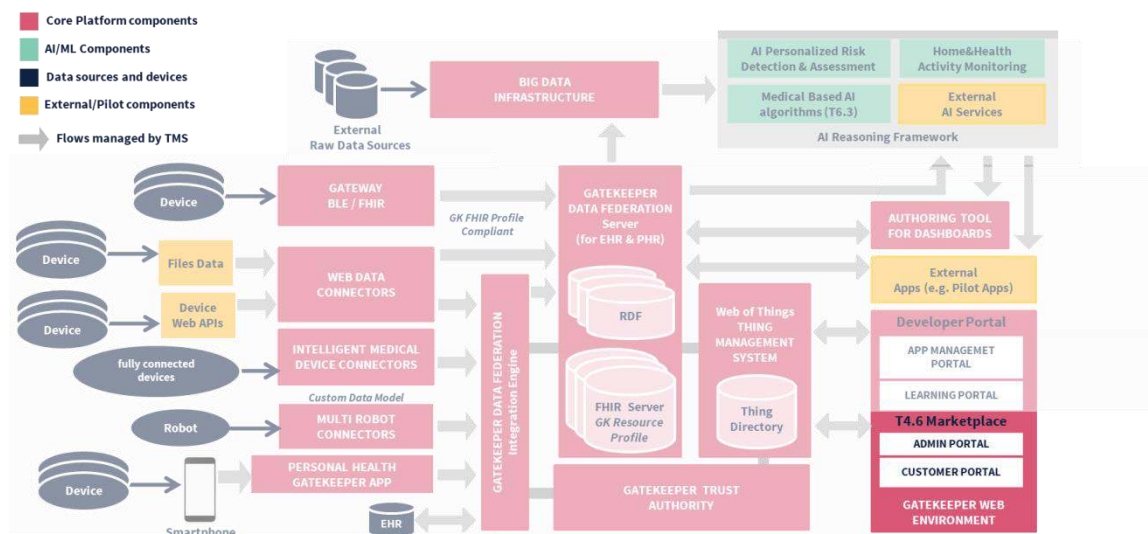 Core Platform components
AI/ML Components
Data sources and devices
External/Pilot components
Flows managed by TMS
External
Raw Data Sources
BIG DATA
INFRASTRUCTURE
AI Personalized Risk
Detection & Assessment
Home&Health
Activity Monitoring
Medical Based AI
algorithms (T6.3)
External
AI Services
AI Reasoning Framework
Device
GATEWAY
BLE / FHIR
GK FHIR Profile
Compliant
GATEKEEPER
DATA FEDERATION
Server
(for EHR & PHR)
AUTHORING TOOL
FOR DASHBOARDS
Device
Files Data
WEB DATA
CONNECTORS
External
Apps (e.g. Pilot Apps)
Device
Device
Web APIs
RDF
Web of Things
THING
MANAGEMENT
SYSTEM
Developer Portal
APP MANAGEMET
PORTAL
LEARNING PORTAL
fully connected
devices
INTELLIGENT MEDICAL
DEVICE CONNECTORS
GATEKEEPER DATA FEDERATION
Integration Engine
Custom Data Model
FHIR Server
GK Resource
Profile
Thing
Directory
Robot
MULTI ROBOT
CONNECTORS
T4.6 Marketplace
ADMIN PORTAL
CUSTOMER PORTAL
Device
Smartphone
PERSONAL HEALTH
GATEKEEPER APP
EHR
GATEKEEPER TRUST
AUTHORITY
GATEKEEPER WEB
ENVIRONMENT